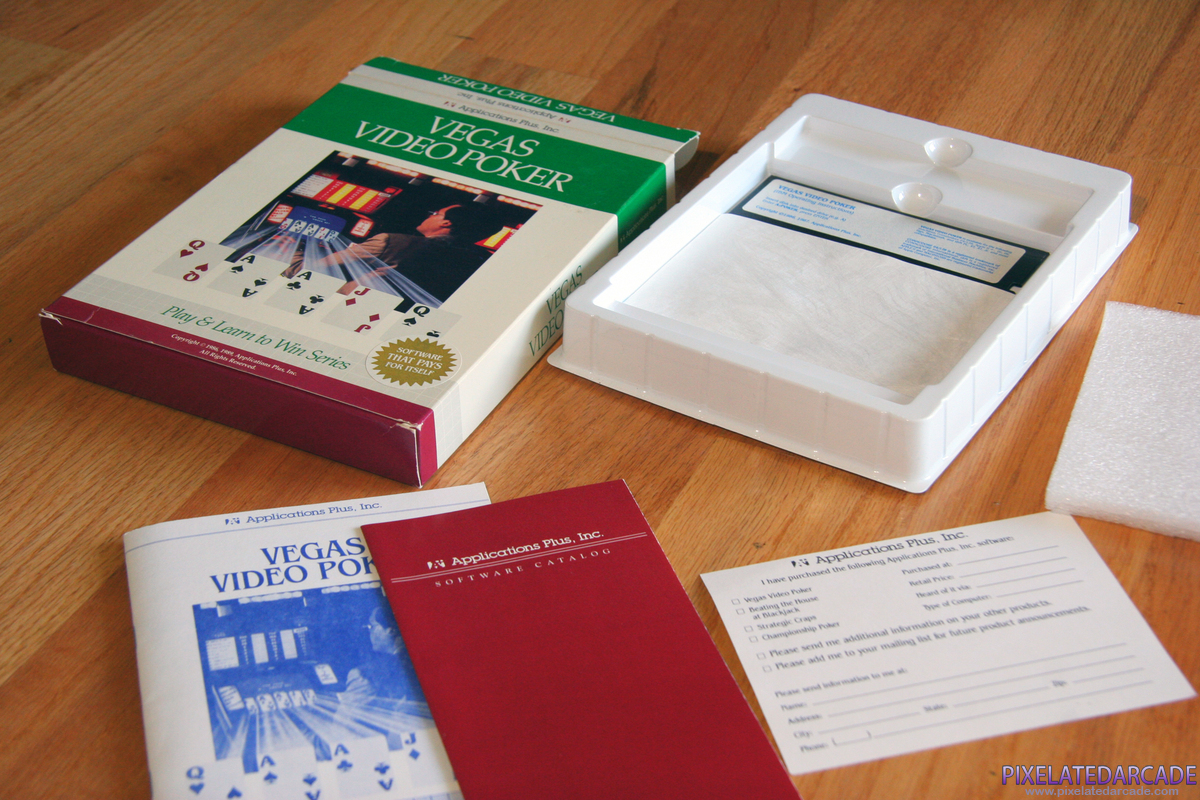 VEGAS VIDEO POKER
Applications Plus, Inc.
Applications Plus, Inc.
VEGAS
VIDEO POKER
Q
Q
A
A
A
A
J
J
Q
Play & Learn to Win Series
SOFTWARE
THAT PAYS
FOR ITSELF
Copyright © 1988, 1989, Applications Plus, Inc.
All Rights Reserved.
VEGAS
VIDEO
VEGAS VIDEO POKER
Applications Plus, Inc.
VEGAS
VIDEO POK
Q
A
A
A
A
J
Applications Plus, Inc.
SOFTWARE CATALOG
Applications Plus, Inc.
I have purchased the following Applications Plus, Inc. software:
Vegas Video Poker
Beating the House
at Blackjack
Strategic Craps
Championship Poker
Purchased at:
Retail Price:
Heard of it via:
Type of Computer:
Please send me additional information on your other products.
Please add me to your mailing list for future product announcements.
Please send information to me at:
Name:
Address:
City: State: Zip:
Phone: ( )
PIXELATEDARCADE
www.pixelatedarcade.com